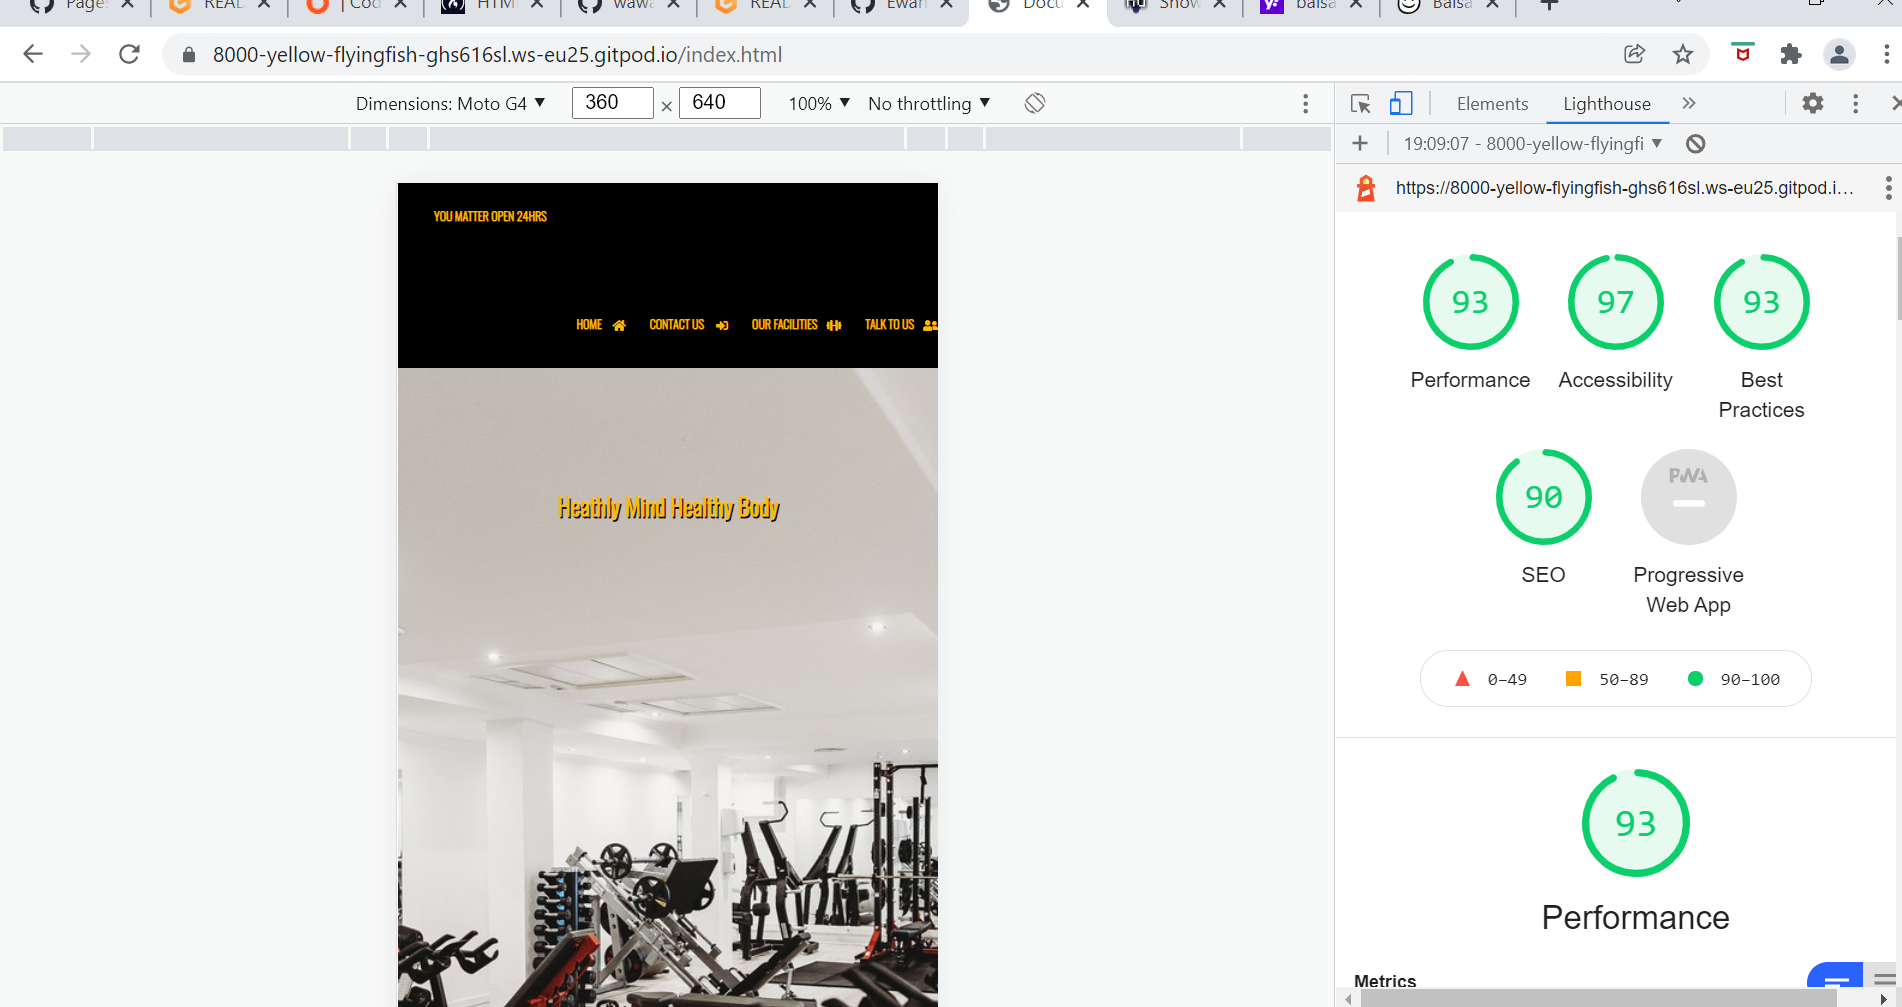 Page
READ
| Cod
HTM
wawa
READ
Ewan
Docu
Show
balsa
Balsa
8000-yellow-flyingfish-ghs616sl.ws-eu25.gitpod.io/index.html
Dimensions: Moto G4 ▼ 360 × 640 100% ▼ No throttling ▼
Elements Lighthouse »
19:09:07 - 8000-yellow-flyingfi ▼
https://8000-yellow-flyingfish-ghs616sl.ws-eu25.gitpod.i…
YOU MATTER OPEN 24HRS
HOME CONTACT US OUR FACILITIES TALK TO US
Heathly Mind Healthy Body
93 97 93
Performance Accessibility Best
Practices
90 PWA
SEO Progressive
Web App
0–49 50–89 90–100
93
Performance
Metrics